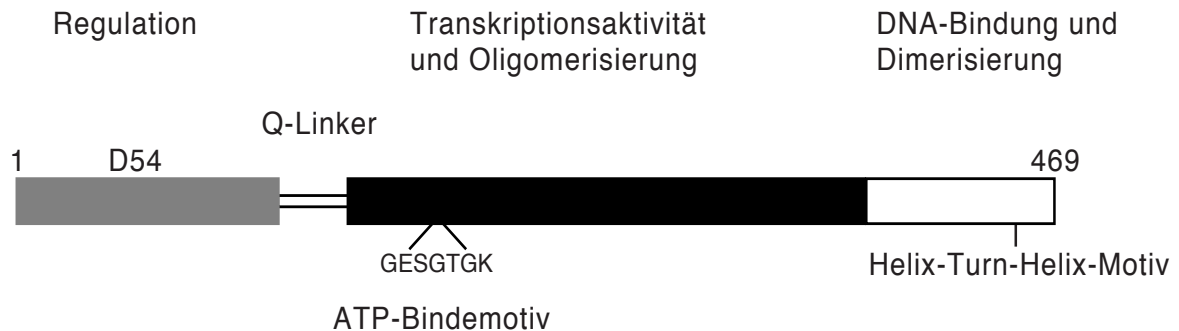 Regulation
Transkriptionsaktivität
und Oligomerisierung
DNA-Bindung und
Dimerisierung
Q-Linker
1
D54
469
GESGTGK
Helix-Turn-Helix-Motiv
ATP-Bindemotiv